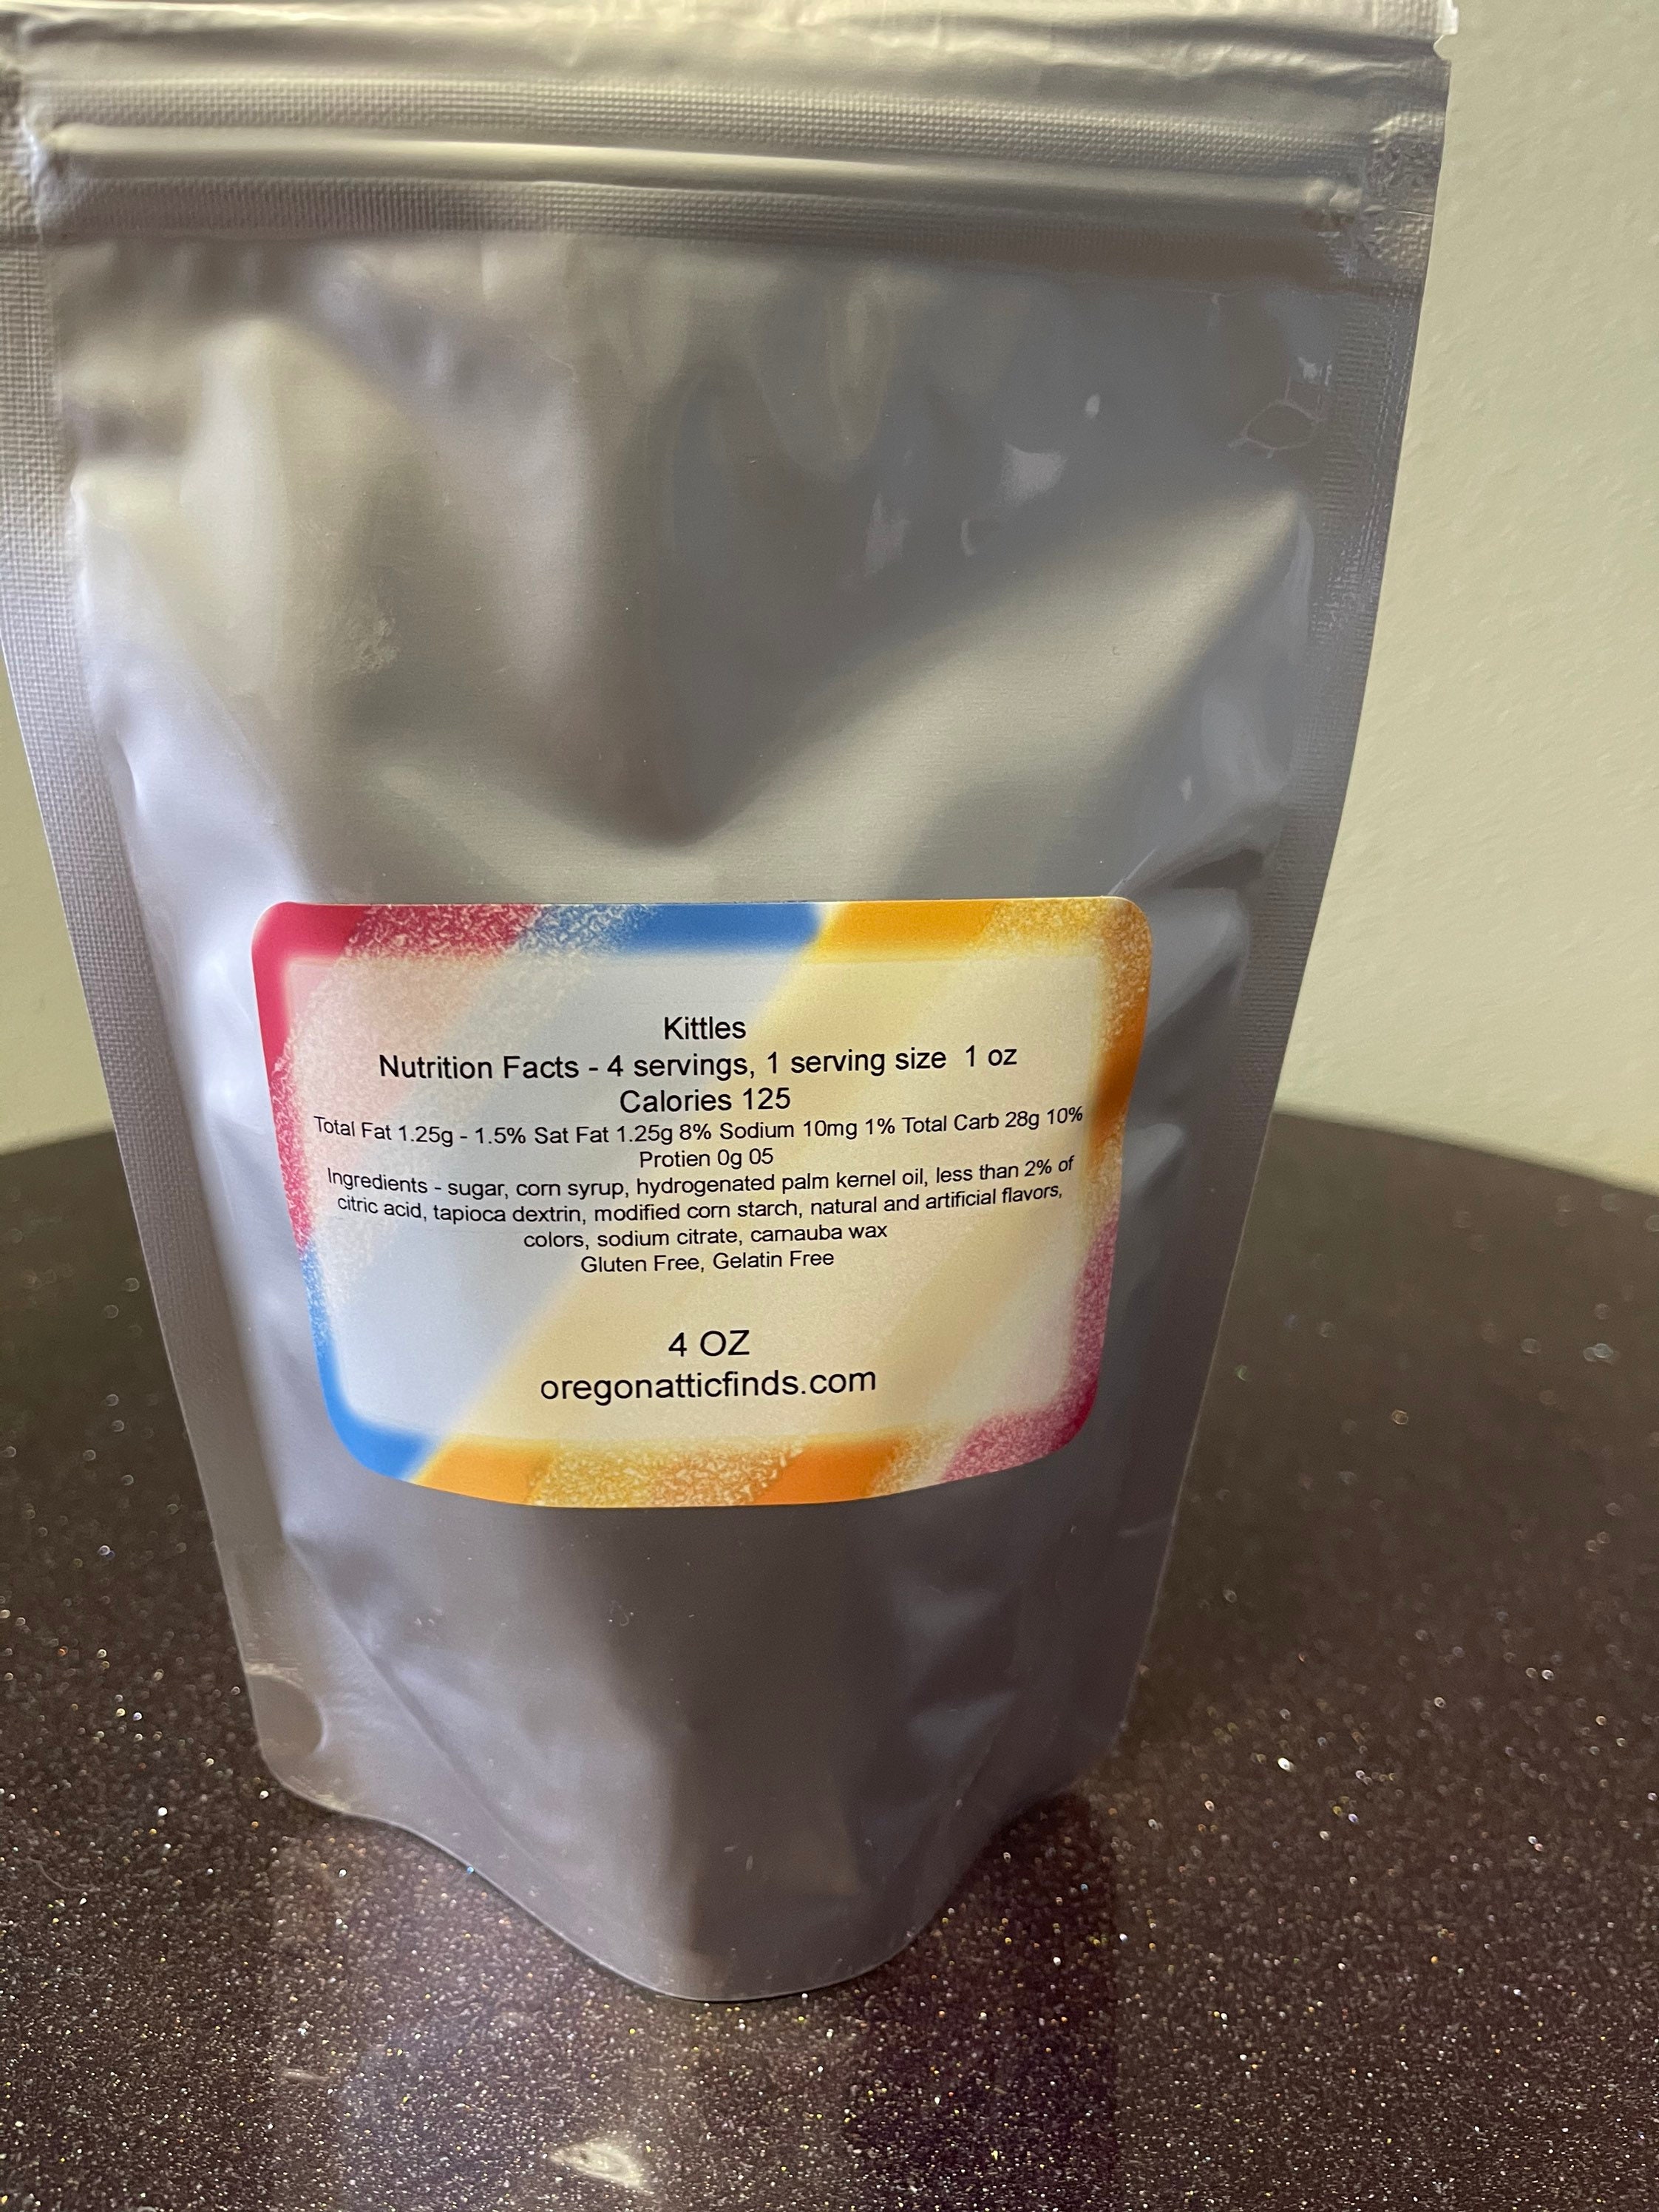 Kittles
Nutrition Facts - 4 servings, 1 serving size 1 oz
Calories 125
Total Fat 1.25g - 1.5% Sat Fat 1.25g 8% Sodium 10mg 1% Total Carb 28g 10%
Protien 0g 05
Ingredients - sugar, corn syrup, hydrogenated palm kernel oil, less than 2% of
citric acid, tapioca dextrin, modified corn starch, natural and artificial flavors,
colors, sodium citrate, carnauba wax
Gluten Free, Gelatin Free
4 OZ
oregonatticfinds.com